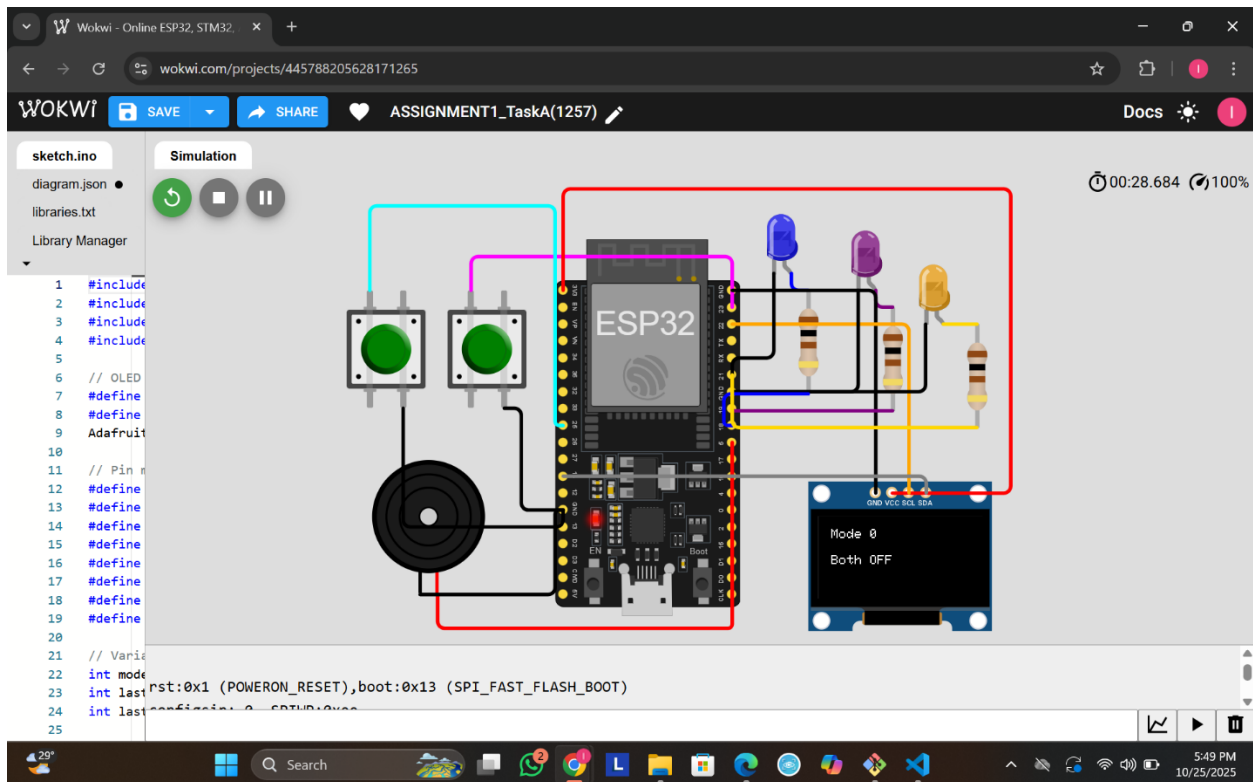 Wokwi - Online ESP32, STM32,
wokwi.com/projects/445788205628171265
WOKWI SAVE SHARE ASSIGNMENT1_TaskA(1257) Docs I
sketch.ino Simulation
diagram.json ● 00:28.684 100%
libraries.txt
Library Manager
1 #include
2 #include
3 #include
4 #include
5
6 // OLED
7 #define
8 #define
9 Adafruit
10
11 // Pin m
12 #define
13 #define
14 #define
15 #define
16 #define
17 #define
18 #define
19 #define
20
21 // Varia
22 int mode
23 int last
24 int last
25
ESP32
EN Boot
GND VCC SCL SDA
Mode 0
Both OFF
rst:0x1 (POWERON_RESET),boot:0x13 (SPI_FAST_FLASH_BOOT)
configsip: 0, SPIWP:0xee
29° Search 2 5:49 PM
10/25/2025